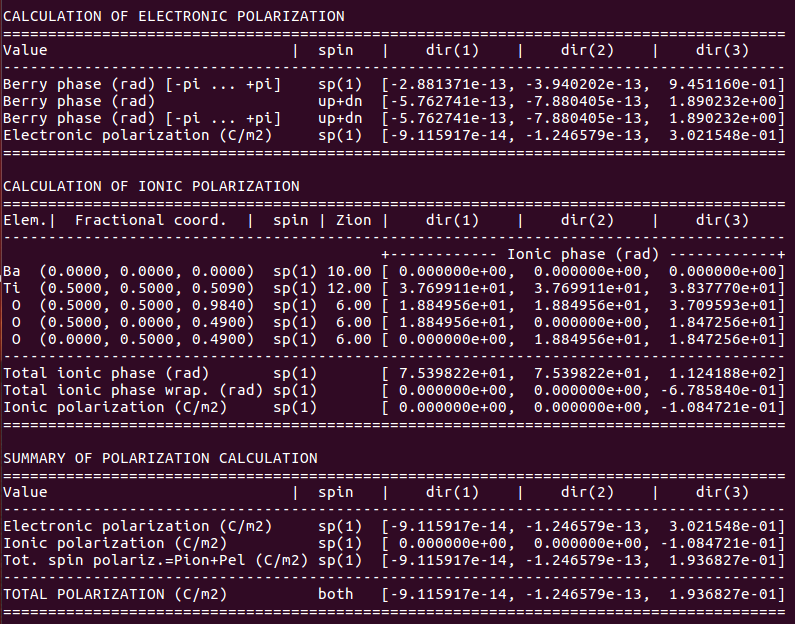 CALCULATION OF ELECTRONIC POLARIZATION
=======================================================================================
Value                           |  spin   |    dir(1)    |    dir(2)    |    dir(3)
---------------------------------------------------------------------------------------
Berry phase (rad) [-pi ... +pi]    sp(1)  [-2.881371e-13, -3.940202e-13,  9.451160e-01]
Berry phase (rad)                  up+dn  [-5.762741e-13, -7.880405e-13,  1.890232e+00]
Berry phase (rad) [-pi ... +pi]    up+dn  [-5.762741e-13, -7.880405e-13,  1.890232e+00]
Electronic polarization (C/m2)     sp(1)  [-9.115917e-14, -1.246579e-13,  3.021548e-01]
=======================================================================================
CALCULATION OF IONIC POLARIZATION
=======================================================================================
Elem.|  Fractional coord.  |  spin | Zion |    dir(1)    |    dir(2)    |    dir(3)
---------------------------------------------------------------------------------------
                                          +------------ Ionic phase (rad) ------------+
Ba  (0.0000, 0.0000, 0.0000)  sp(1) 10.00 [ 0.000000e+00,  0.000000e+00,  0.000000e+00]
Ti  (0.5000, 0.5000, 0.5090)  sp(1) 12.00 [ 3.769911e+01,  3.769911e+01,  3.837770e+01]
 O  (0.5000, 0.5000, 0.9840)  sp(1)  6.00 [ 1.884956e+01,  1.884956e+01,  3.709593e+01]
 O  (0.5000, 0.0000, 0.4900)  sp(1)  6.00 [ 1.884956e+01,  0.000000e+00,  1.847256e+01]
 O  (0.0000, 0.5000, 0.4900)  sp(1)  6.00 [ 0.000000e+00,  1.884956e+01,  1.847256e+01]
---------------------------------------------------------------------------------------
Total ionic phase (rad)       sp(1)       [ 7.539822e+01,  7.539822e+01,  1.124188e+02]
Total ionic phase wrap. (rad) sp(1)       [ 0.000000e+00,  0.000000e+00, -6.785840e-01]
Ionic polarization (C/m2)     sp(1)       [ 0.000000e+00,  0.000000e+00, -1.084721e-01]
=======================================================================================
SUMMARY OF POLARIZATION CALCULATION
=======================================================================================
Value                           |  spin   |    dir(1)    |    dir(2)    |    dir(3)
---------------------------------------------------------------------------------------
Electronic polarization (C/m2)     sp(1)  [-9.115917e-14, -1.246579e-13,  3.021548e-01]
Ionic polarization (C/m2)          sp(1)  [ 0.000000e+00,  0.000000e+00, -1.084721e-01]
Tot. spin polariz.=Pion+Pel (C/m2) sp(1)  [-9.115917e-14, -1.246579e-13,  1.936827e-01]
---------------------------------------------------------------------------------------
TOTAL POLARIZATION (C/m2)          both   [-9.115917e-14, -1.246579e-13,  1.936827e-01]
=======================================================================================